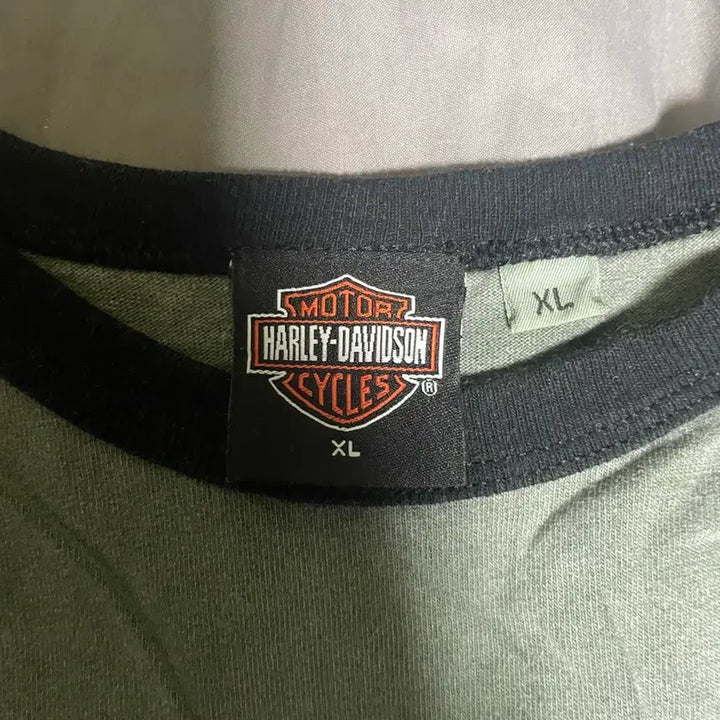 MOTOR
HARLEY-DAVIDSON
CYCLES
®
XL
XL